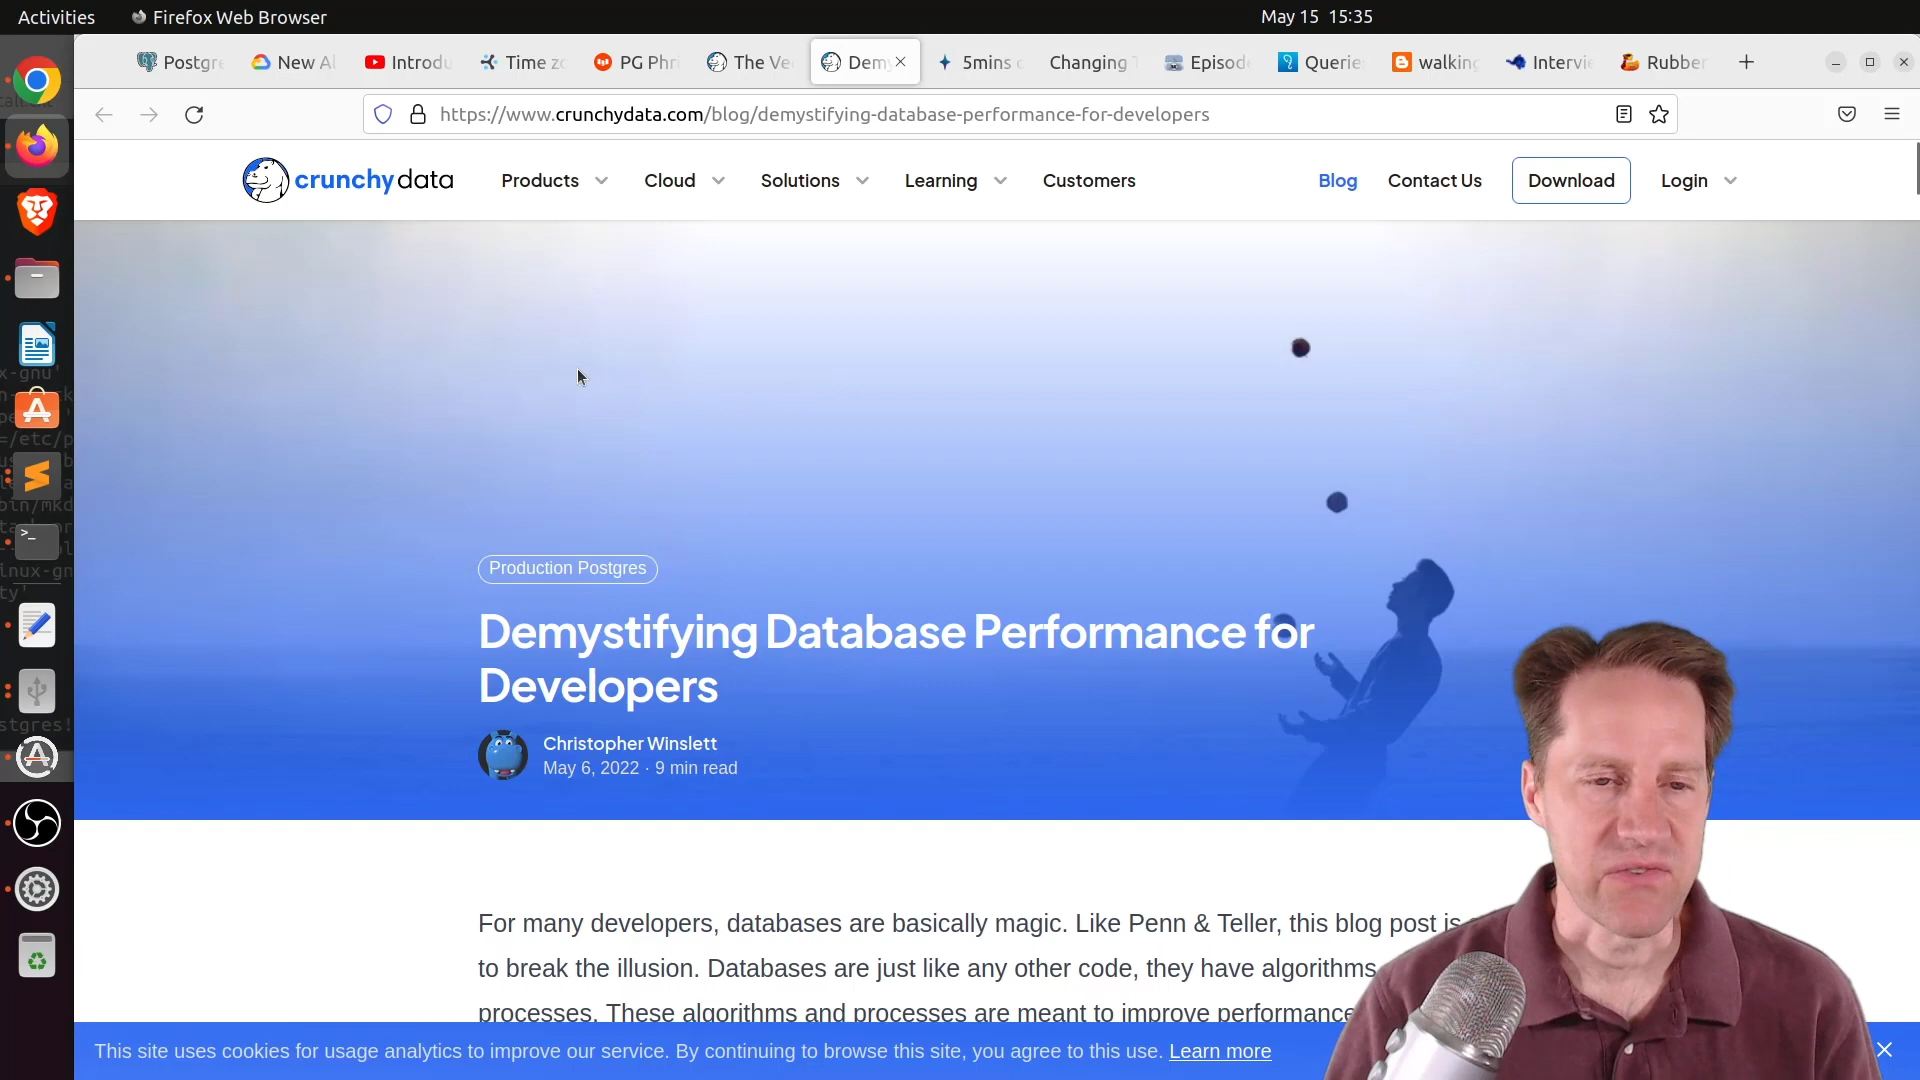 Activities
Firefox Web Browser
May 15 15:35
Postgre
New Al
Introdu
Time zo
PG Phri
The Ve
Demy
5mins o
Changing T
Episod
Querie
walking
Intervie
Rubber
https://www.crunchydata.com/blog/demystifying-database-performance-for-developers
crunchydata
Products
Cloud
Solutions
Learning
Customers
Blog
Contact Us
Download
Login
Production Postgres
Demystifying Database Performance for
Developers
Christopher Winslett
May 6, 2022 · 9 min read
For many developers, databases are basically magic. Like Penn & Teller, this blog post is
to break the illusion. Databases are just like any other code, they have algorithms
processes. These algorithms and processes are meant to improve performance
This site uses cookies for usage analytics to improve our service. By continuing to browse this site, you agree to this use. Learn more